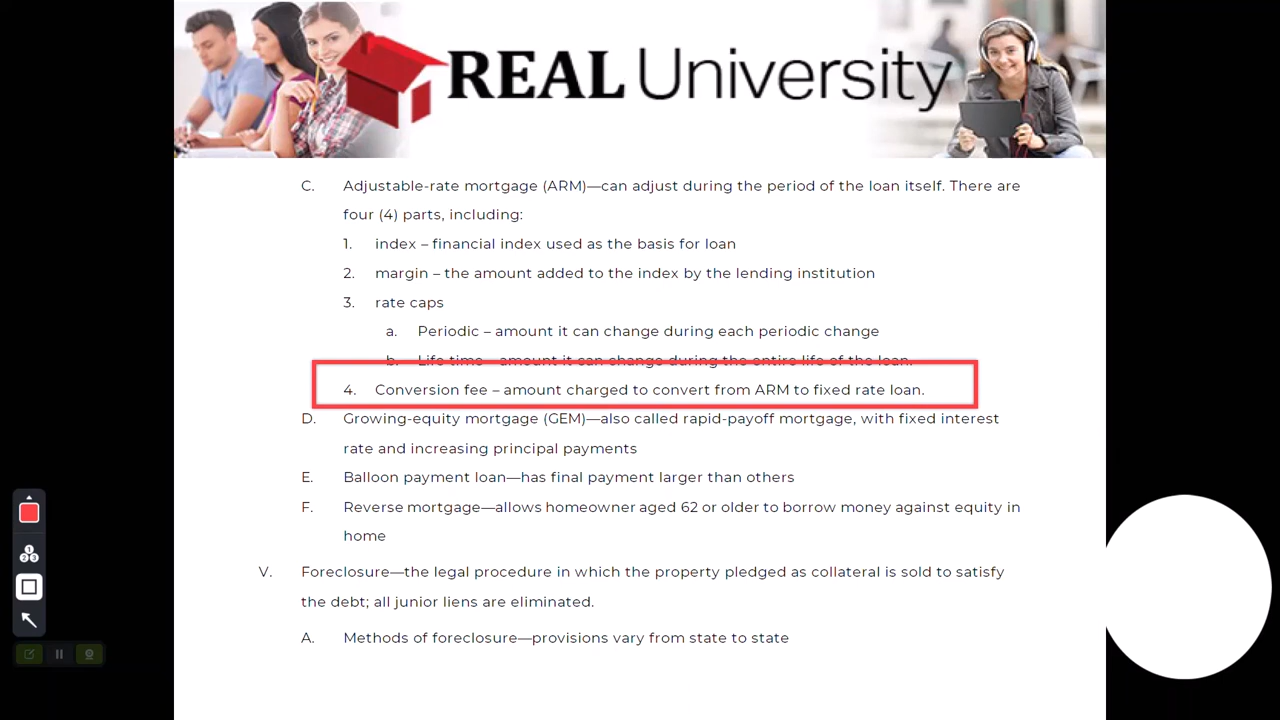 REAL University
C. Adjustable-rate mortgage (ARM)—can adjust during the period of the loan itself. There are
four (4) parts, including:
1. index – financial index used as the basis for loan
2. margin – the amount added to the index by the lending institution
3. rate caps
a. Periodic – amount it can change during each periodic change
b. Life time – amount it can change during the entire life of the loan.
4. Conversion fee – amount charged to convert from ARM to fixed rate loan.
D. Growing-equity mortgage (GEM)—also called rapid-payoff mortgage, with fixed interest
rate and increasing principal payments
E. Balloon payment loan—has final payment larger than others
F. Reverse mortgage—allows homeowner aged 62 or older to borrow money against equity in
home
V. Foreclosure—the legal procedure in which the property pledged as collateral is sold to satisfy
the debt; all junior liens are eliminated.
A. Methods of foreclosure—provisions vary from state to state